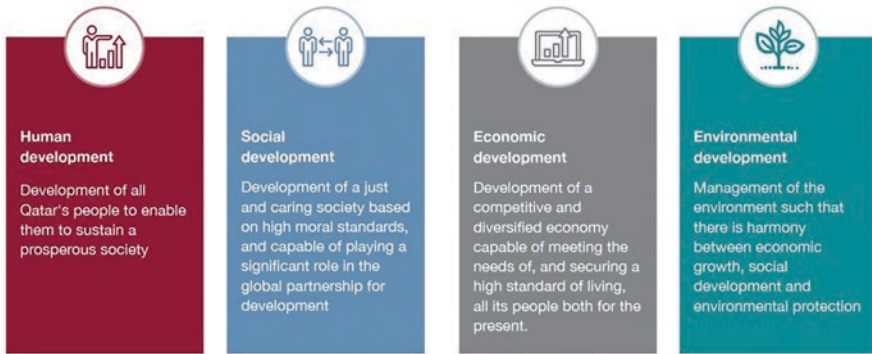 Human
development
Development of all
Qatar's people to enable
them to sustain a
prosperous society
Social
development
Development of a just
and caring society based
on high moral standards,
and capable of playing a
significant role in the
global partnership for
development
Economic
development
Development of a
competitive and
diversified economy
capable of meeting the
needs of, and securing a
high standard of living,
all its people both for the
present.
Environmental
development
Management of the
environment such that
there is harmony
between economic
growth, social
development and
environmental protection